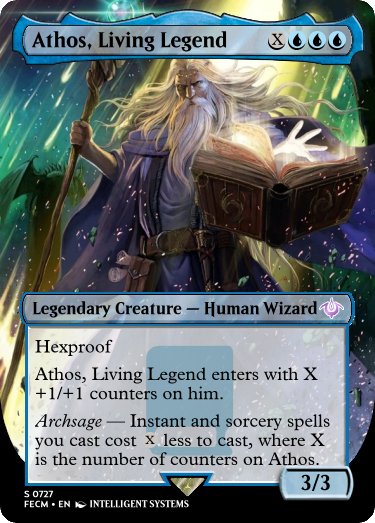 Athos, Living Legend XUUU
Legendary Creature — Human Wizard
Hexproof
Athos, Living Legend enters with X
+1/+1 counters on him.
Archsage — Instant and sorcery spells
you cast cost X less to cast, where X
is the number of counters on Athos.
3/3
S 0727
FECM • EN INTELLIGENT SYSTEMS